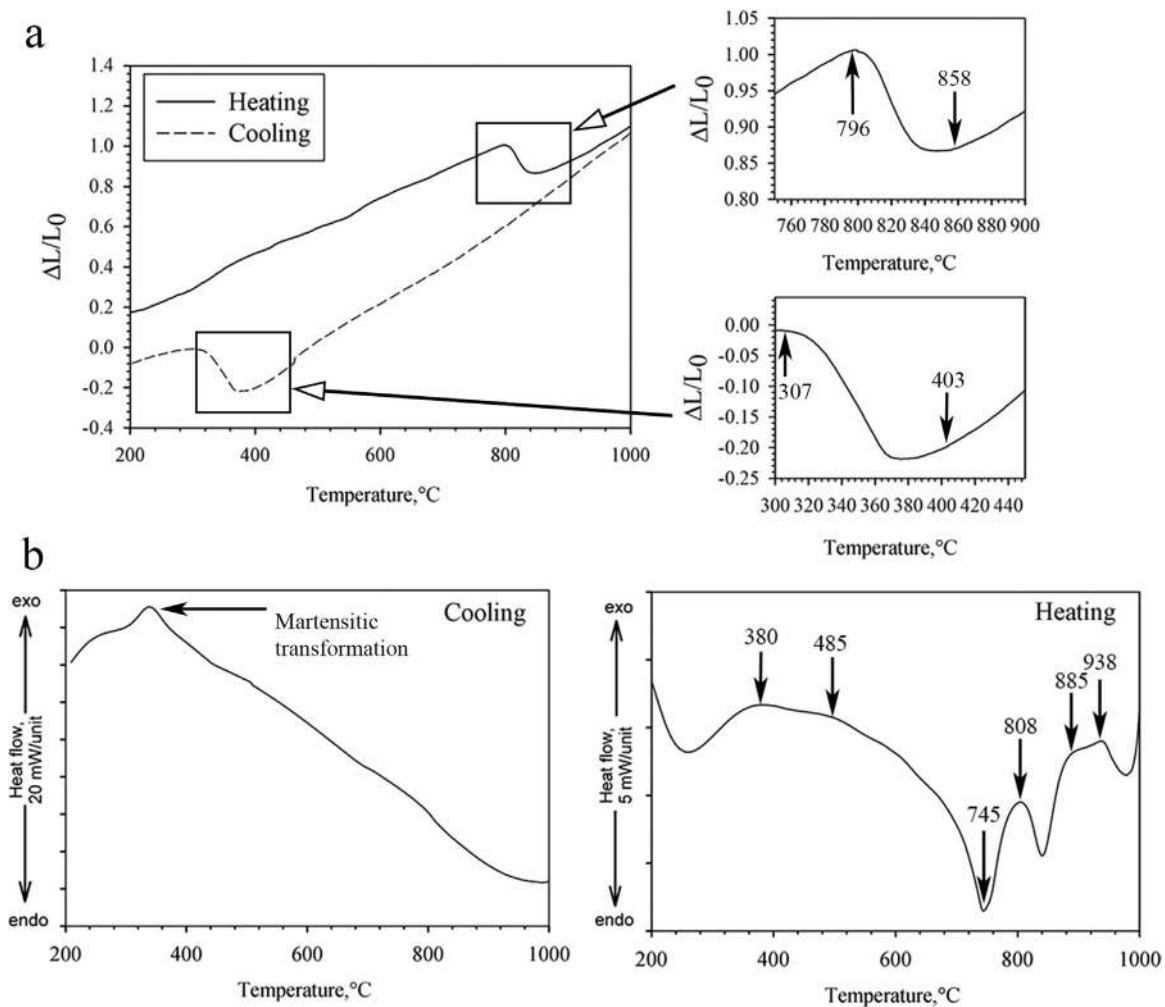 a
1.4
1.2
1.0
0.8
0.6
0.4
0.2
0.0
-0.2
-0.4
ΔL/L0
Heating
Cooling
200 400 600 800 1000
Temperature,°C
1.05
1.00
0.95
0.90
0.85
0.80
ΔL/L0
796
858
760 780 800 820 840 860 880 900
Temperature,°C
0.00
-0.05
-0.10
-0.15
-0.20
-0.25
ΔL/L0
307
403
300 320 340 360 380 400 420 440
Temperature,°C
b
exo
Heat flow,
20 mW/unit
endo
Cooling
Martensitic
transformation
200 400 600 800 1000
Temperature,°C
exo
Heat flow,
5 mW/unit
endo
Heating
380
485
745
808
885
938
200 400 600 800 1000
Temperature,°C